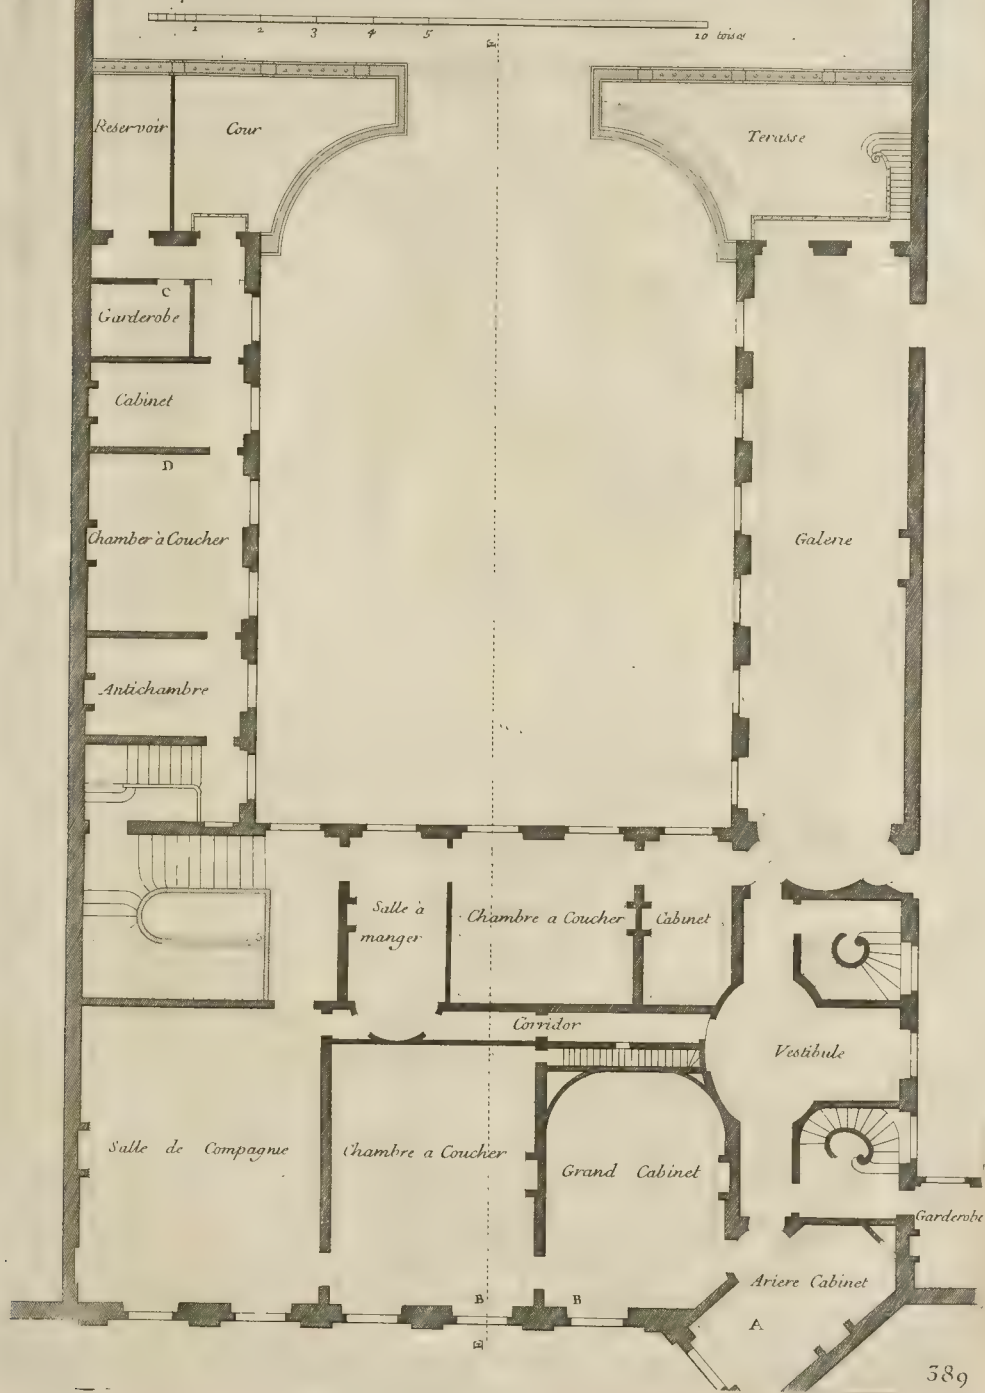 1 2 3 4 5 10 toises
E
Reservoir
Cour
Terasse
C
Garderobe
Cabinet
D
Chamber à Coucher
Galerie
Antichambre
Salle à
manger
Chambre a Coucher
Cabinet
Corridor
Vestibule
Salle de Compagnie
Chambre a Coucher
Grand Cabinet
Garderobe
Ariere Cabinet
B
B
A
E
389